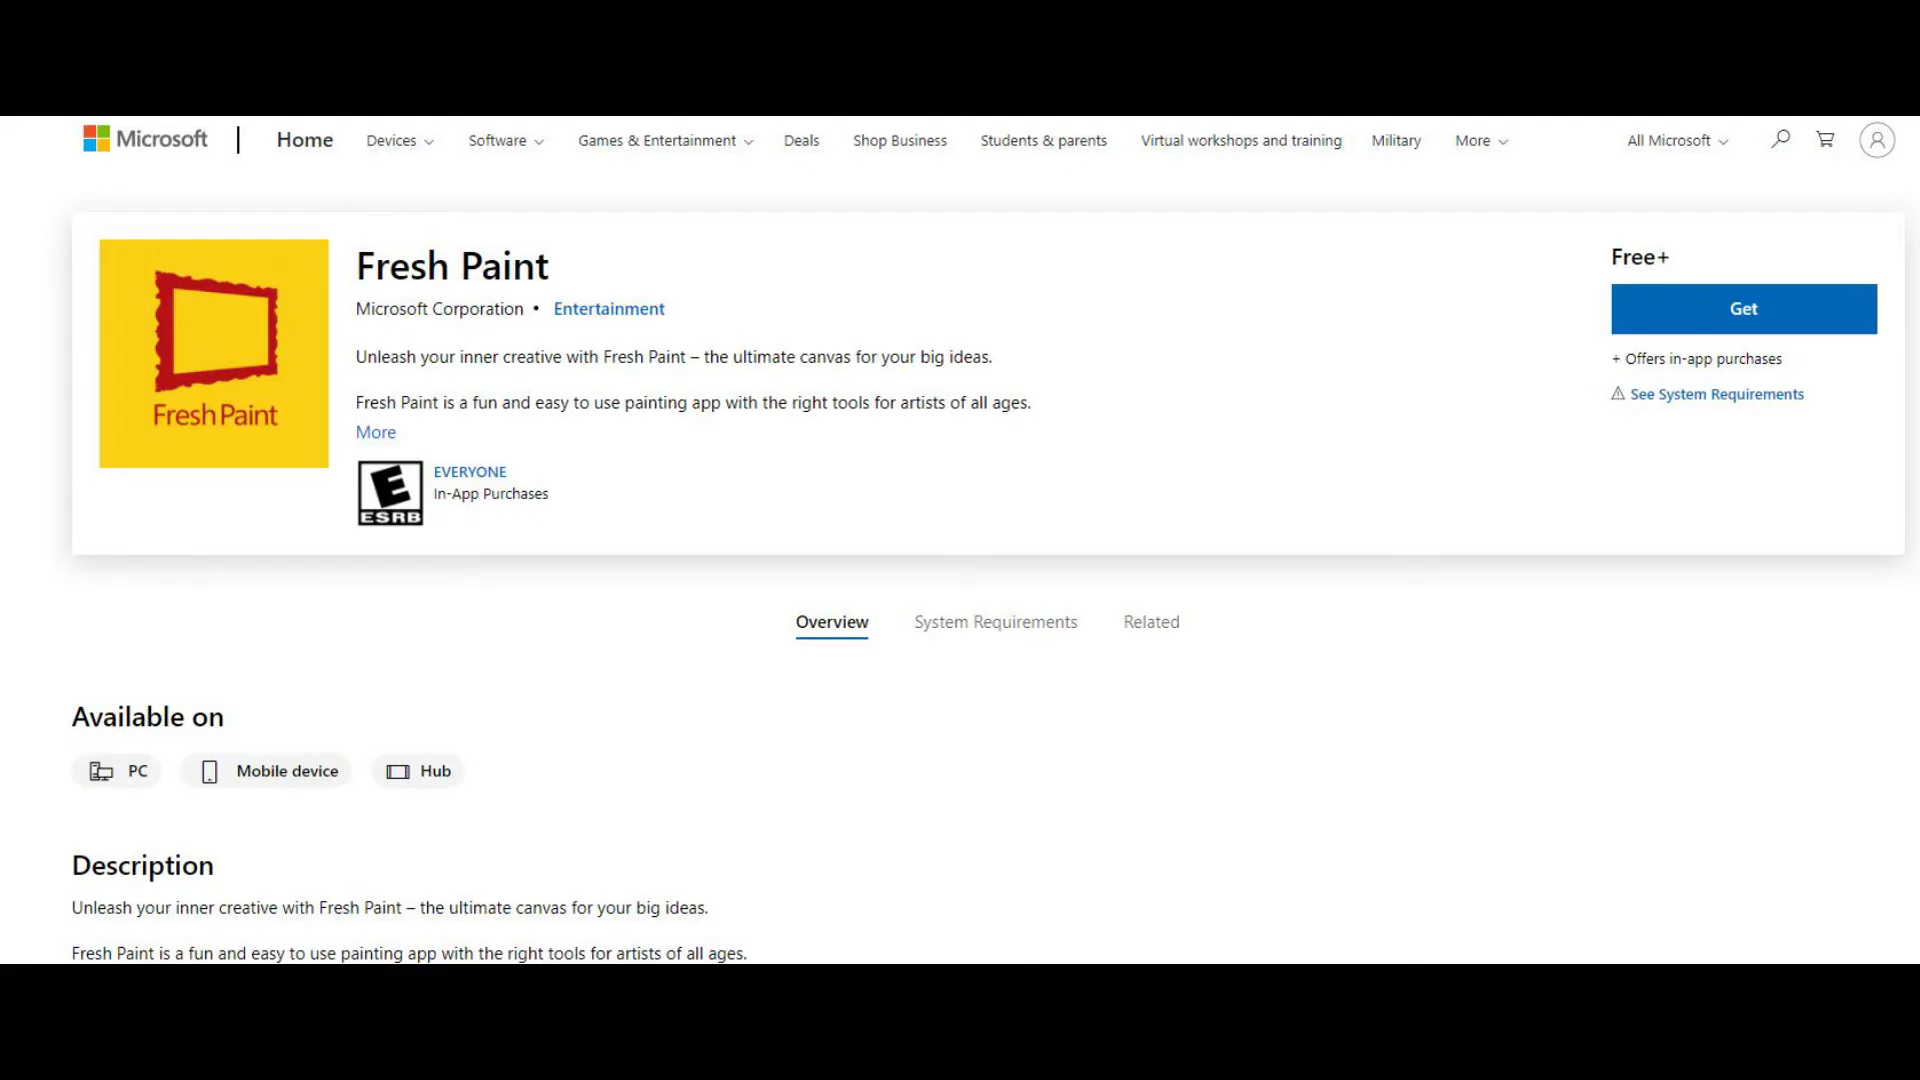 Microsoft
Home
Devices
Software
Games & Entertainment
Deals
Shop Business
Students & parents
Virtual workshops and training
Military
More
All Microsoft
Fresh Paint
Fresh Paint
Microsoft Corporation • Entertainment
Unleash your inner creative with Fresh Paint – the ultimate canvas for your big ideas.
Fresh Paint is a fun and easy to use painting app with the right tools for artists of all ages.
More
E
ESRB
EVERYONE
In-App Purchases
Free+
Get
+ Offers in-app purchases
See System Requirements
Overview
System Requirements
Related
Available on
PC
Mobile device
Hub
Description
Unleash your inner creative with Fresh Paint – the ultimate canvas for your big ideas.
Fresh Paint is a fun and easy to use painting app with the right tools for artists of all ages.